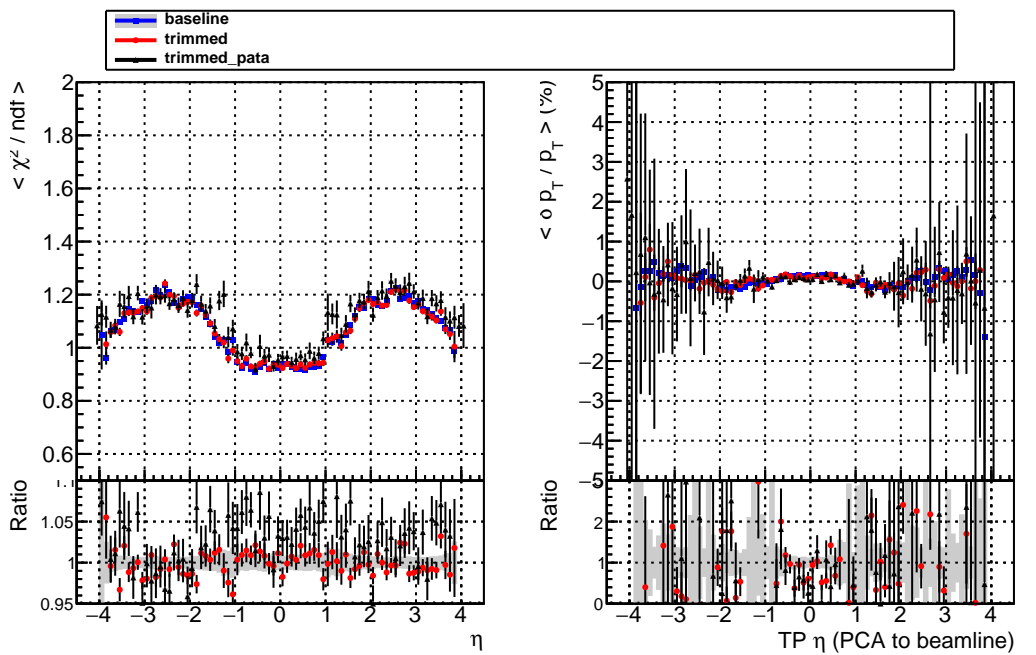 baseline
trimmed
trimmed_pata
< χ² / ndf >
2
1.8
1.6
1.4
1.2
1
0.8
0.6
Ratio
1.1
1.05
1
0.95
−4 −3 −2 −1 0 1 2 3 4
η
< σ p_T / p_T > (%)
5
4
3
2
1
0
−1
−2
−3
−4
−5
Ratio
2
1
0
−4 −3 −2 −1 0 1 2 3 4
TP η (PCA to beamline)